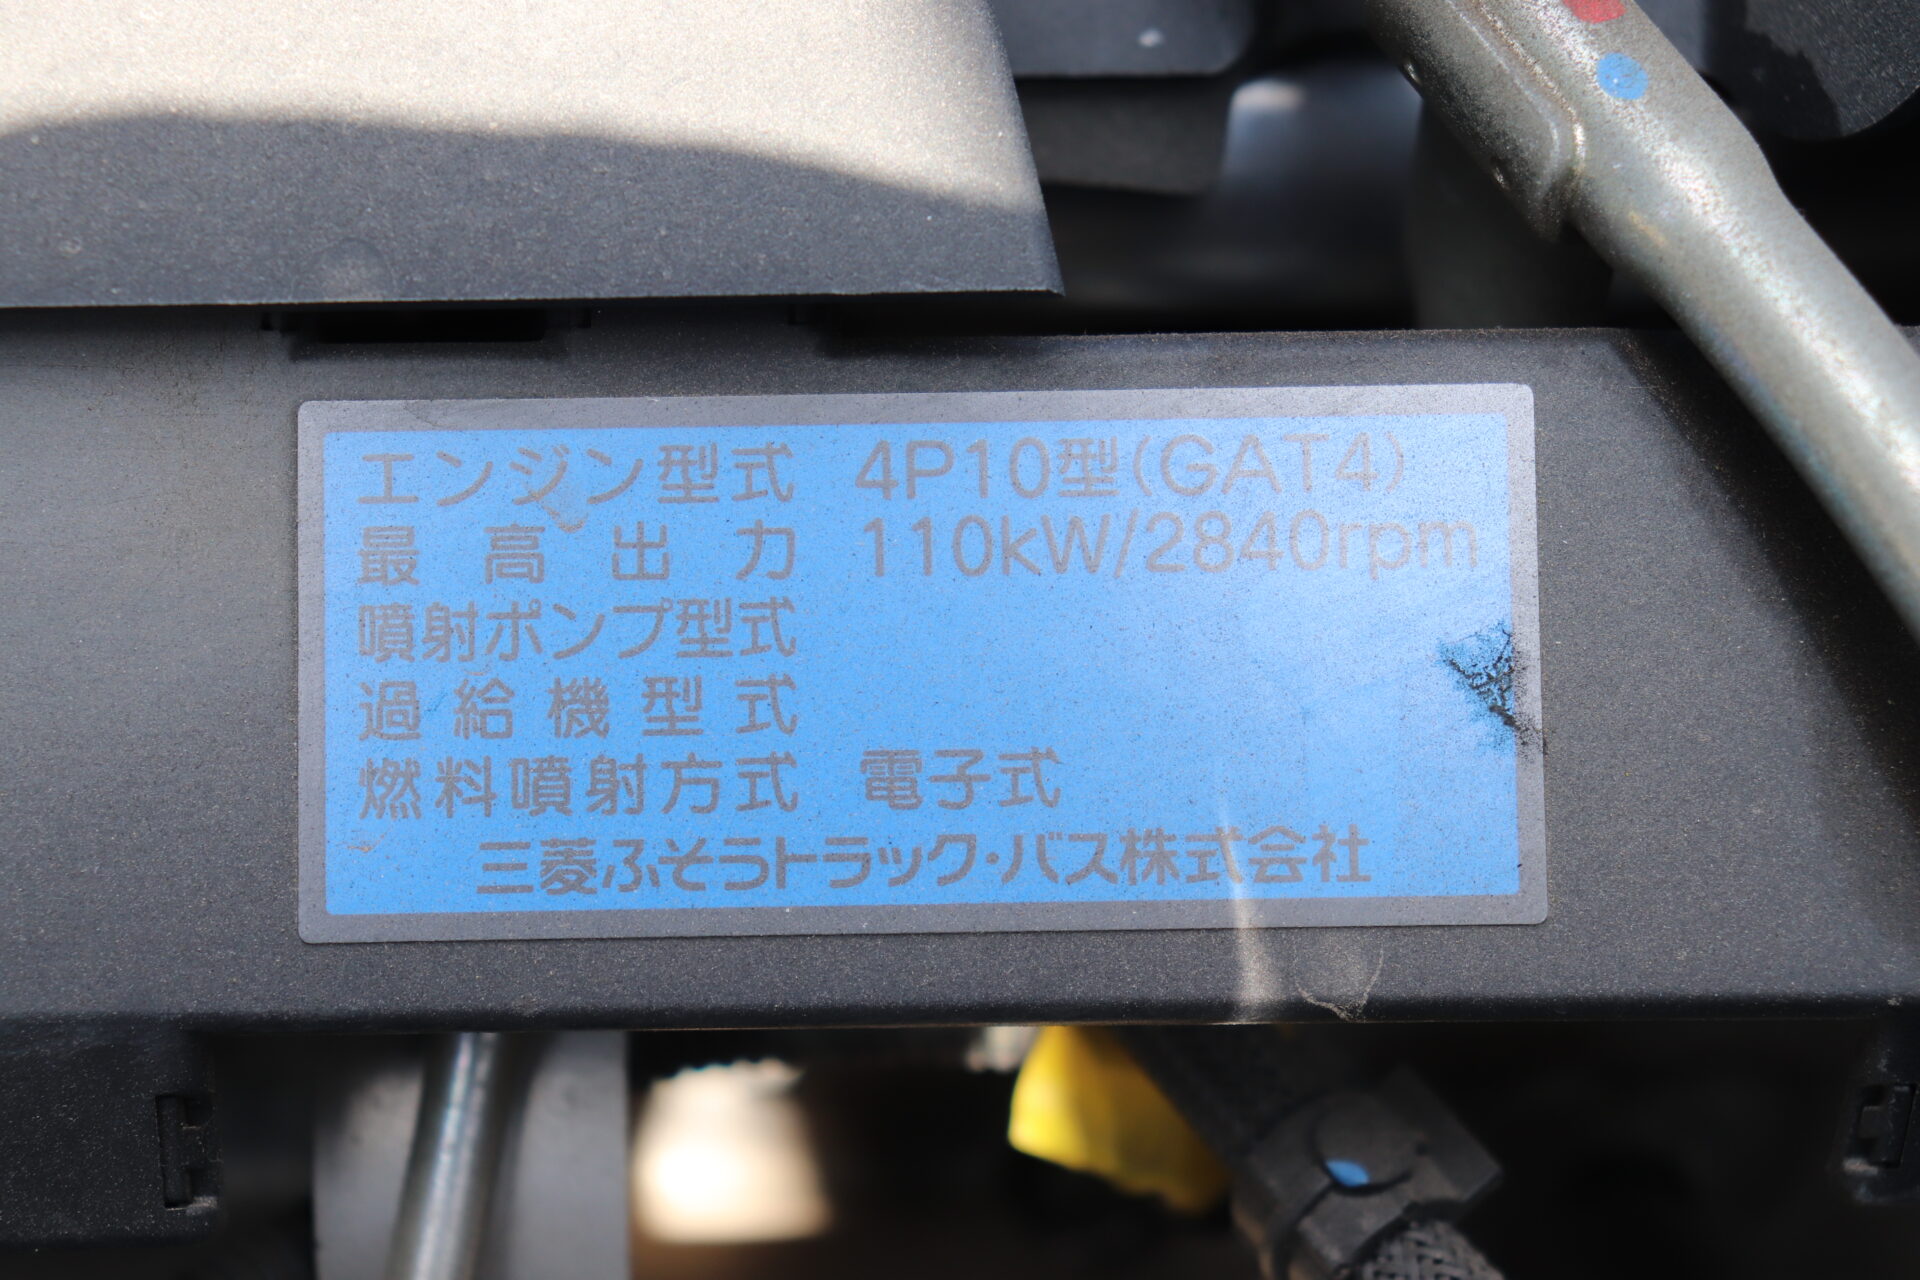 エンジン型式 4P10型(GAT4)
最高出力 110kW/2840rpm
噴射ポンプ型式
過給機型式
燃料噴射方式 電子式
三菱ふそうトラック・バス株式会社